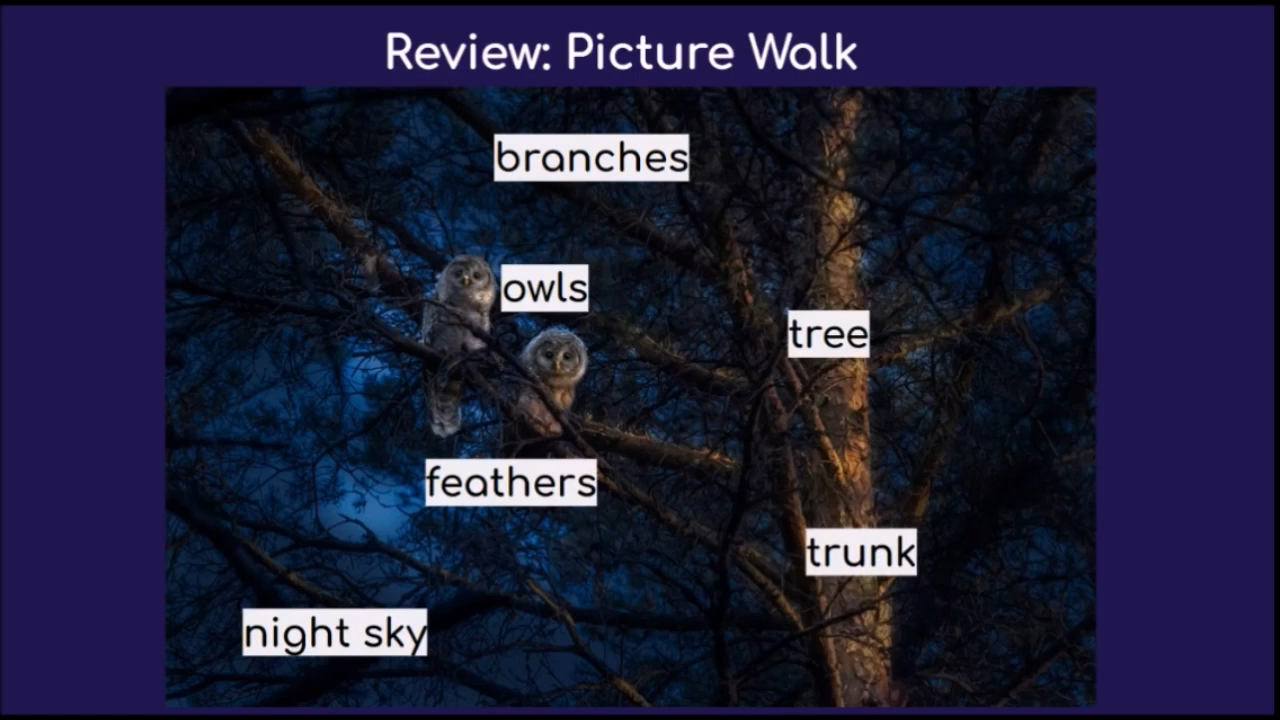 Review: Picture Walk
branches
owls
tree
feathers
trunk
night sky